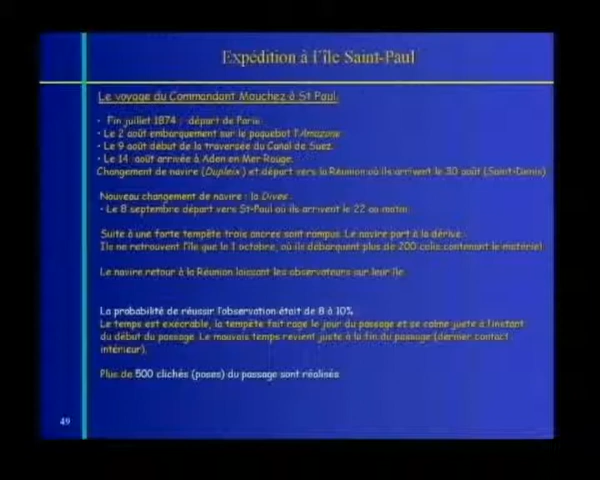 Expédition à l'île Saint-Paul
Le voyage du Commandant Mouchez à St Paul.
• Fin juillet 1874 : départ de Paris.
• Le 2 août embarquement sur le paquebot l'Amazone
• Le 9 août début de la traversée du Canal de Suez.
• Le 14 août arrivée à Aden en Mer Rouge.
Changement de navire (Dupleix) et départ vers la Réunion où ils arrivent le 30 août (Saint-Denis)
Nouveau changement de navire : la Dives
• Le 8 septembre départ vers St-Paul où ils arrivent le 22 au matin
Suite à une forte tempête trois ancres sont rompus. Le navire part à la dérive.
Ils ne retrouvent l'île que le 1 octobre, où ils débarquent plus de 200 colis contenant le matériel
Le navire retour à la Réunion laissant les observateurs sur leur île
La probabilité de réussir l'observation était de 8 à 10%
Le temps est exécrable, la tempête fait rage le jour du passage et se calme juste à l'instant
du début du passage. Le mauvais temps revient juste à la fin du passage (dernier contact
intérieur).
Plus de 500 clichés (poses) du passage sont réalisés
49